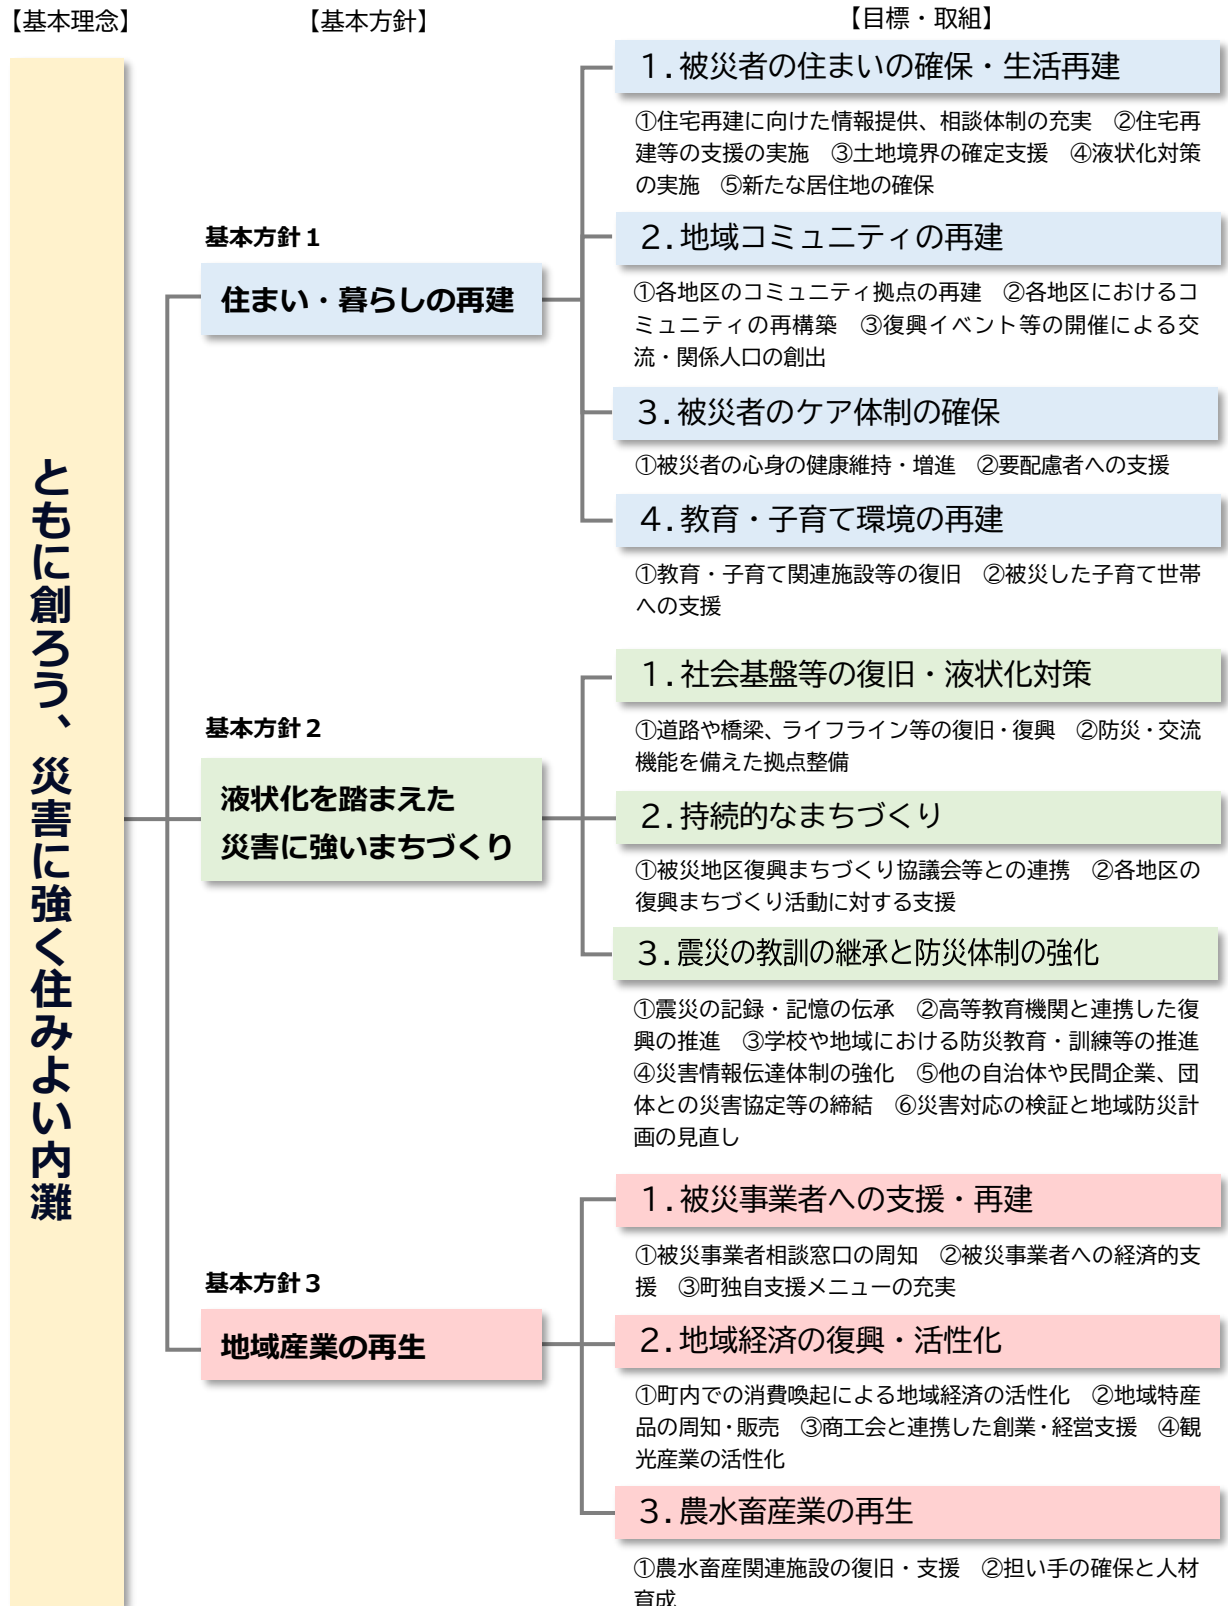 【基本理念】
【基本方針】
【目標・取組】
ともに創ろう、災害に強く住みよい内灘
基本方針１
住まい・暮らしの再建
１．被災者の住まいの確保・生活再建
①住宅再建に向けた情報提供、相談体制の充実　②住宅再
建等の支援の実施　③土地境界の確定支援　④液状化対策
の実施　⑤新たな居住地の確保
２．地域コミュニティの再建
①各地区のコミュニティ拠点の再建　②各地区におけるコ
ミュニティの再構築　③復興イベント等の開催による交
流・関係人口の創出
３．被災者のケア体制の確保
①被災者の心身の健康維持・増進　②要配慮者への支援
４．教育・子育て環境の再建
①教育・子育て関連施設等の復旧　②被災した子育て世帯
への支援
基本方針２
液状化を踏まえた
災害に強いまちづくり
１．社会基盤等の復旧・液状化対策
①道路や橋梁、ライフライン等の復旧・復興　②防災・交流
機能を備えた拠点整備
２．持続的なまちづくり
①被災地区復興まちづくり協議会等との連携　②各地区の
復興まちづくり活動に対する支援
３．震災の教訓の継承と防災体制の強化
①震災の記録・記憶の伝承　②高等教育機関と連携した復
興の推進　③学校や地域における防災教育・訓練等の推進
④災害情報伝達体制の強化　⑤他の自治体や民間企業、団
体との災害協定等の締結　⑥災害対応の検証と地域防災計
画の見直し
基本方針３
地域産業の再生
１．被災事業者への支援・再建
①被災事業者相談窓口の周知　②被災事業者への経済的支
援　③町独自支援メニューの充実
２．地域経済の復興・活性化
①町内での消費喚起による地域経済の活性化　②地域特産
品の周知・販売　③商工会と連携した創業・経営支援　④観
光産業の活性化
３．農水畜産業の再生
①農水畜産関連施設の復旧・支援　②担い手の確保と人材
育成